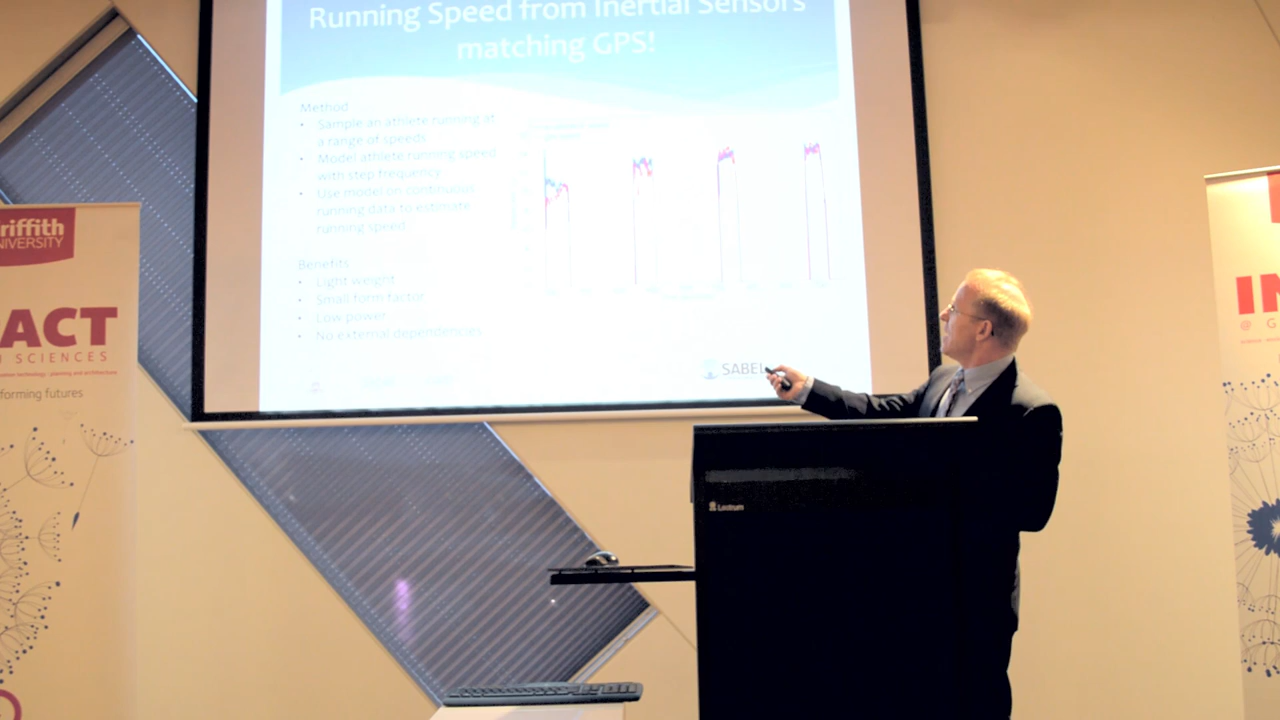 Running Speed from Inertial Sensors
matching GPS!
Method
• Sample an athlete running at
a range of speeds
• Model athlete running speed
with step frequency
• Use model on continuous
running data to estimate
running speed.
Benefits
• Light weight
• Small form factor
• Low power
• No external dependencies
SABEL
riffith
NIVERSITY
ACT
SCIENCES
forming futures
Lectrum
IN
@ G